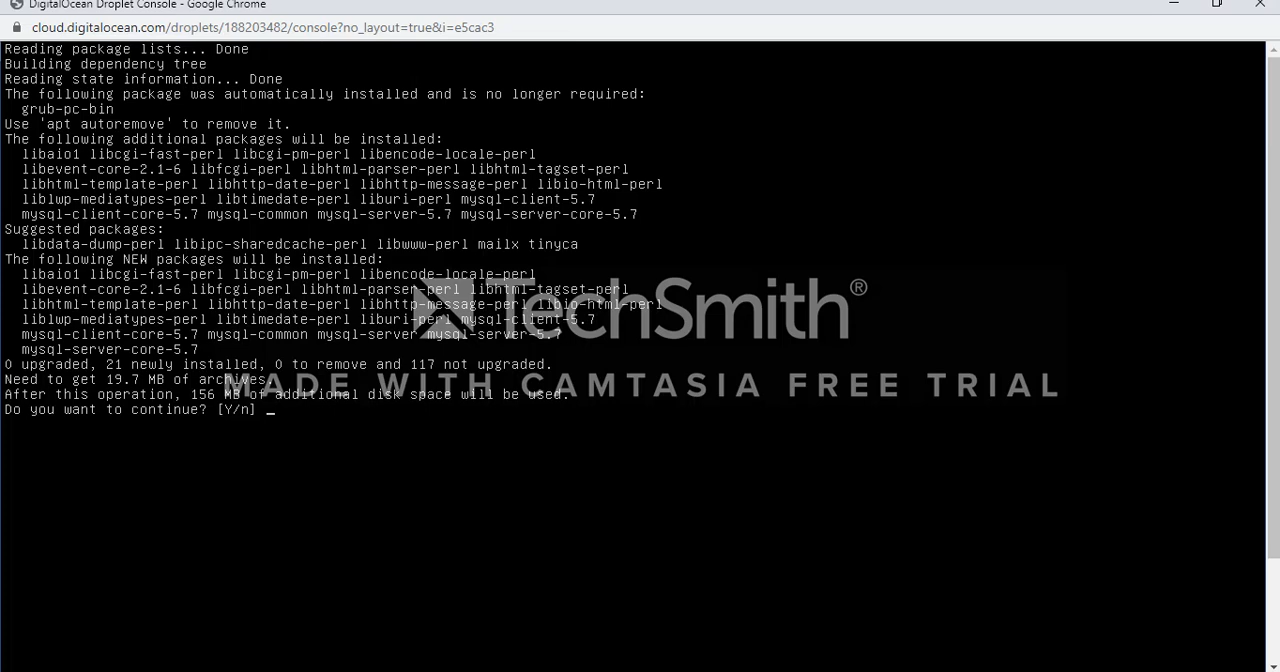 DigitalOcean Droplet Console - Google Chrome
cloud.digitalocean.com/droplets/188203482/console?no_layout=true&i=e5cac3
Reading package lists... Done
Building dependency tree
Reading state information... Done
The following package was automatically installed and is no longer required:
  grub-pc-bin
Use 'apt autoremove' to remove it.
The following additional packages will be installed:
  libaio1 libcgi-fast-perl libcgi-pm-perl libencode-locale-perl
  libevent-core-2.1-6 libfcgi-perl libhtml-parser-perl libhtml-tagset-perl
  libhtml-template-perl libhttp-date-perl libhttp-message-perl libio-html-perl
  liblwp-mediatypes-perl libtimedate-perl liburi-perl mysql-client-5.7
  mysql-client-core-5.7 mysql-common mysql-server-5.7 mysql-server-core-5.7
Suggested packages:
  libdata-dump-perl libipc-sharedcache-perl libwww-perl mailx tinyca
The following NEW packages will be installed:
  libaio1 libcgi-fast-perl libcgi-pm-perl libencode-locale-perl
  libevent-core-2.1-6 libfcgi-perl libhtml-parser-perl libhtml-tagset-perl
  libhtml-template-perl libhttp-date-perl libhttp-message-perl libio-html-perl
  liblwp-mediatypes-perl libtimedate-perl liburi-perl mysql-client-5.7
  mysql-client-core-5.7 mysql-common mysql-server mysql-server-5.7
  mysql-server-core-5.7
0 upgraded, 21 newly installed, 0 to remove and 117 not upgraded.
Need to get 19.7 MB of archives.
After this operation, 156 MB of additional disk space will be used.
Do you want to continue? [Y/n] _
TechSmith®
MADE WITH CAMTASIA FREE TRIAL